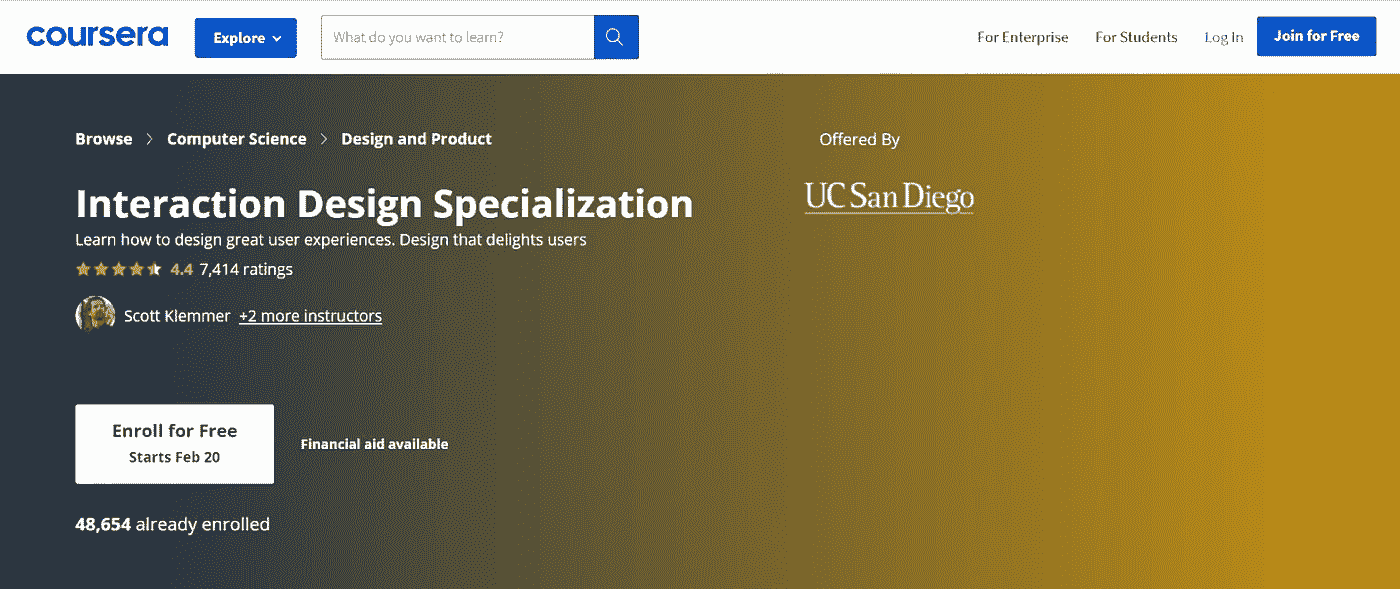 coursera
Explore
What do you want to learn?
For Enterprise
For Students
Log In
Join for Free
Browse > Computer Science > Design and Product
Offered By
UC San Diego
Interaction Design Specialization
Learn how to design great user experiences. Design that delights users
4.4 7,414 ratings
Scott Klemmer +2 more instructors
Enroll for Free
Starts Feb 20
Financial aid available
48,654 already enrolled